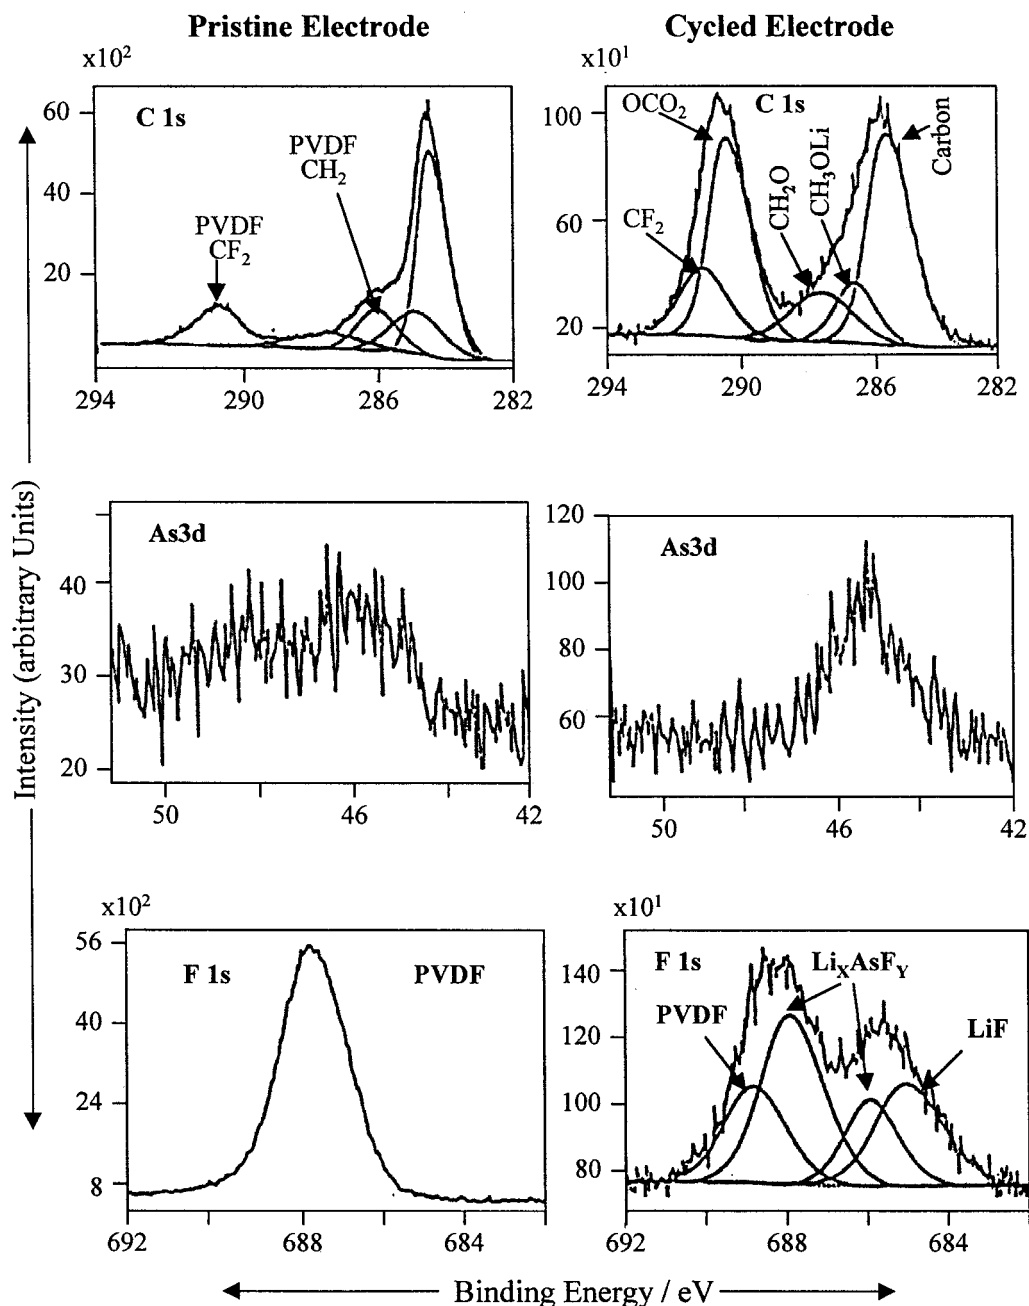 Pristine Electrode
Cycled Electrode
x10²
x10¹
C 1s
PVDF
CH₂
PVDF
CF₂
60
40
20
294
290
286
282
OCO₂
C 1s
CF₂
CH₂O
CH₃OLi
Carbon
100
60
20
294
290
286
282
Intensity (arbitrary Units)
As3d
40
30
20
50
46
42
As3d
120
100
80
60
50
46
42
x10²
F 1s
PVDF
56
40
24
8
692
688
684
x10¹
F 1s
LiₓAsFᵧ
PVDF
LiF
140
120
100
80
692
688
684
Binding Energy / eV